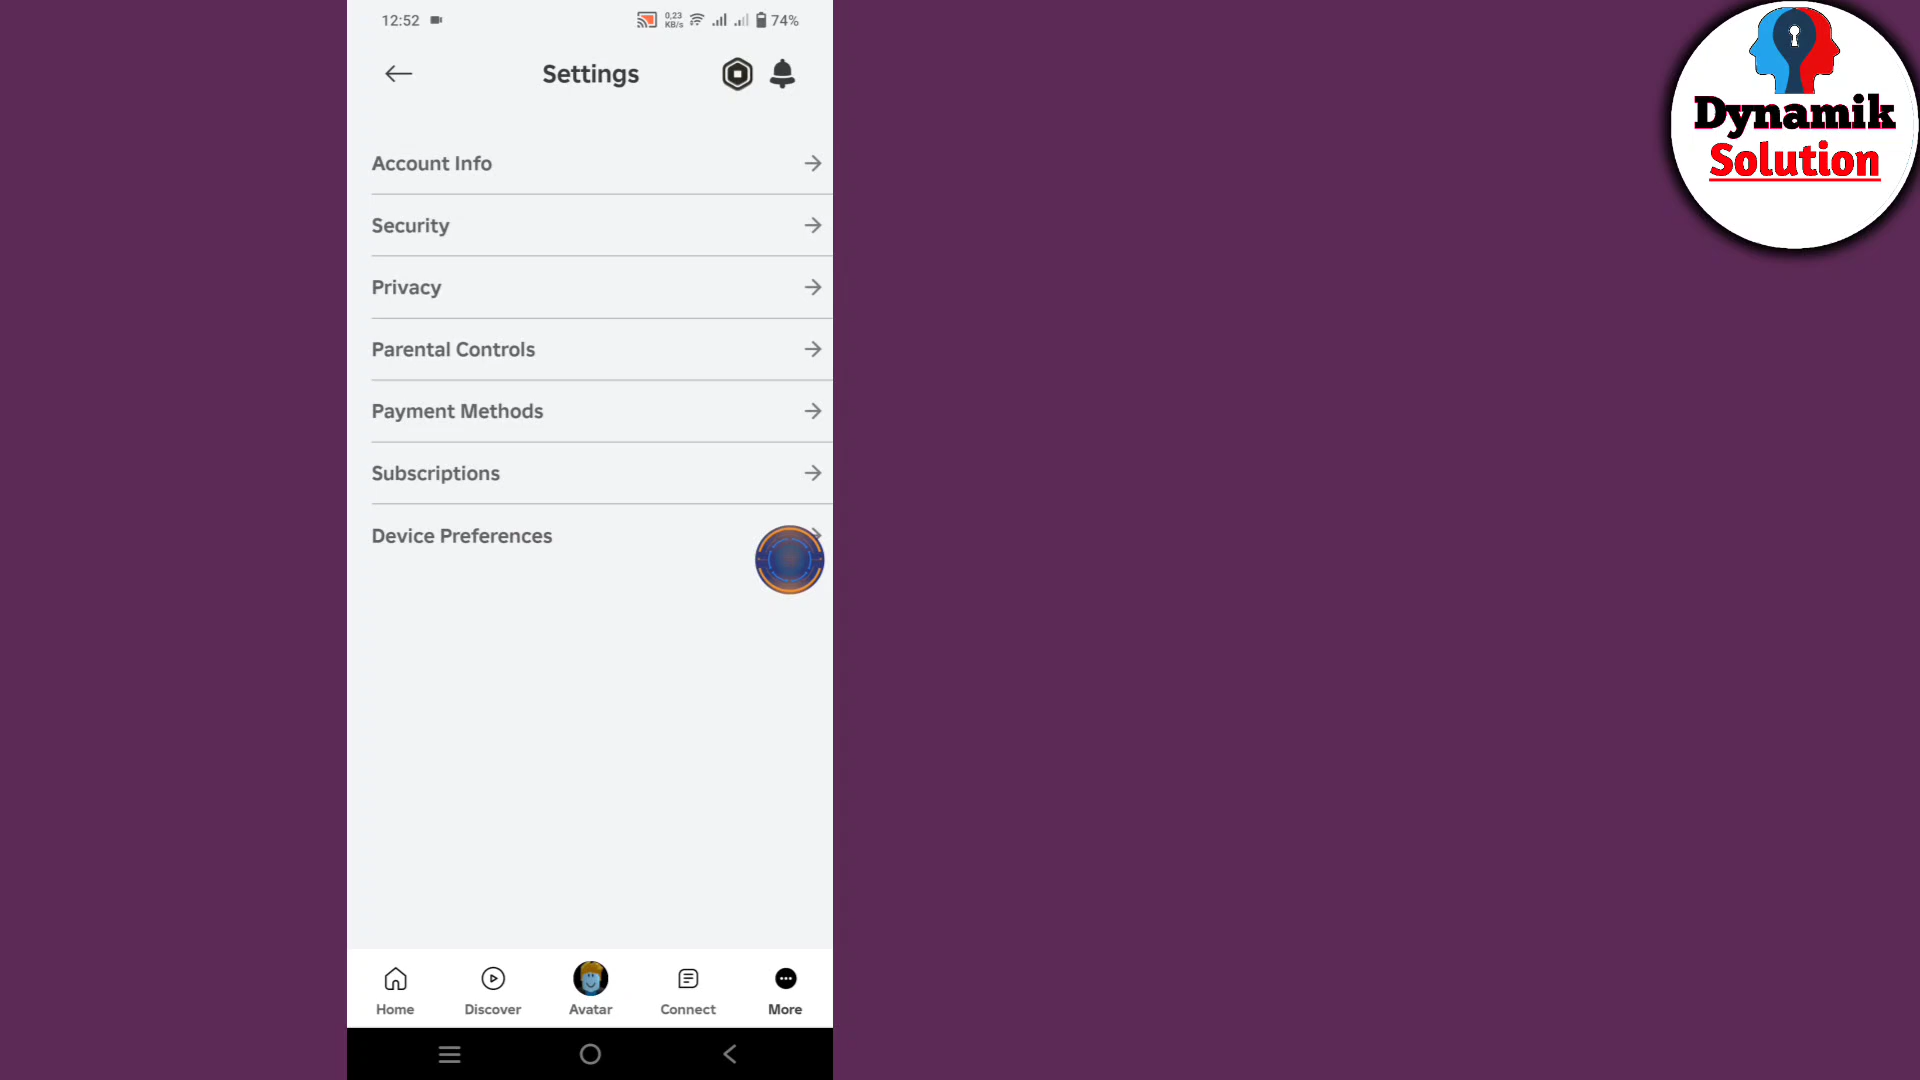 12:52
0,23
KB/s
74%
Settings
Account Info
Security
Privacy
Parental Controls
Payment Methods
Subscriptions
Device Preferences
Home
Discover
Avatar
Connect
More
Dynamik
Solution